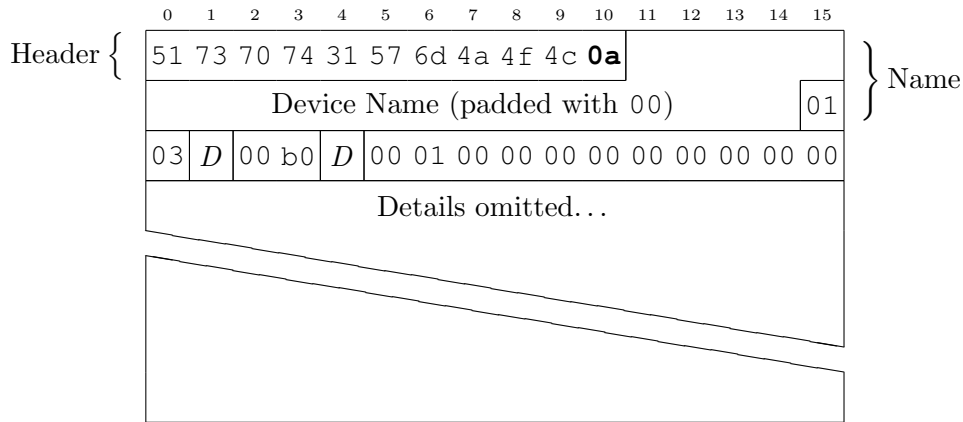 0 1 2 3 4 5 6 7 8 9 10 11 12 13 14 15
Header { 51 73 70 74 31 57 6d 4a 4f 4c 0a
} Name
Device Name (padded with 00) 01
03 D 00 b0 D 00 01 00 00 00 00 00 00 00 00 00
Details omitted...